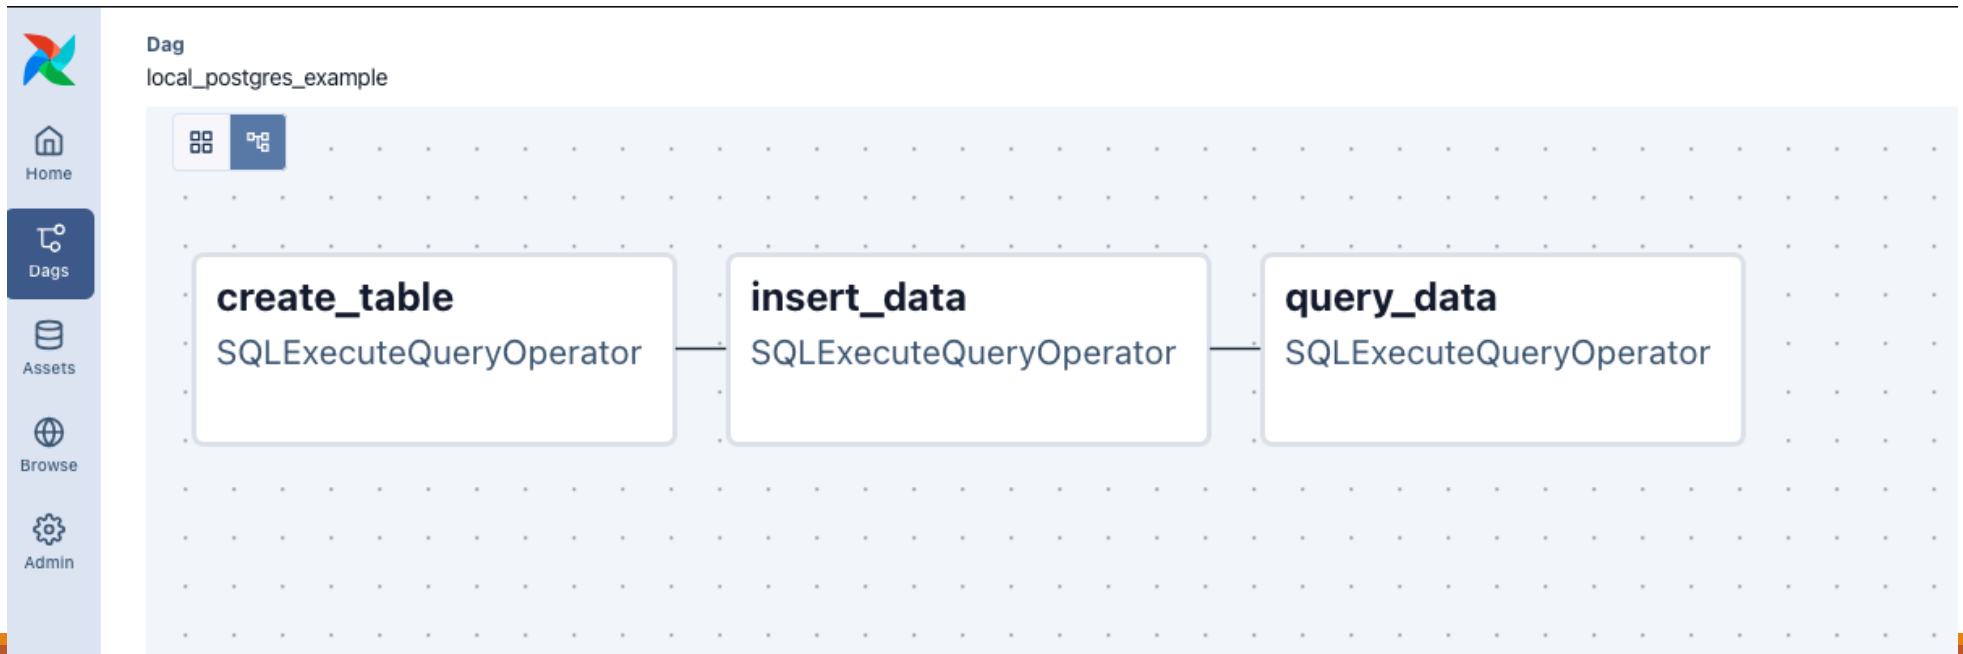 Dag
local_postgres_example
Home
Dags
Assets
Browse
Admin
create_table
SQLExecuteQueryOperator
insert_data
SQLExecuteQueryOperator
query_data
SQLExecuteQueryOperator